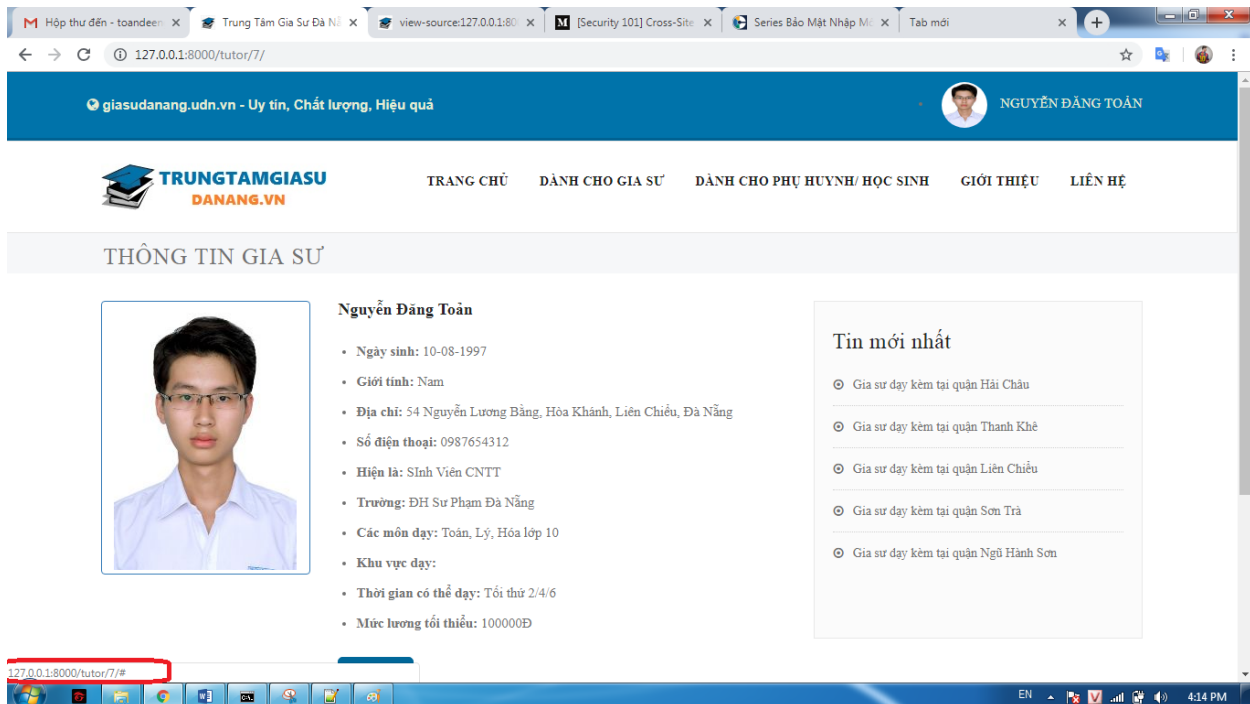 Hộp thư đến - toandeen
Trung Tâm Gia Sư Đà Nẵ
view-source:127.0.0.1:80
M [Security 101] Cross-Site
Series Bảo Mật Nhập Mô
Tab mới
127.0.0.1:8000/tutor/7/
giasudanang.udn.vn - Uy tín, Chất lượng, Hiệu quả
NGUYỄN ĐĂNG TOẢN
TRUNGTAMGIASU
DANANG.VN
TRANG CHỦ DÀNH CHO GIA SƯ DÀNH CHO PHỤ HUYNH/ HỌC SINH GIỚI THIỆU LIÊN HỆ
THÔNG TIN GIA SƯ
Nguyễn Đăng Toản
• Ngày sinh: 10-08-1997
• Giới tính: Nam
• Địa chỉ: 54 Nguyễn Lương Bằng, Hòa Khánh, Liên Chiểu, Đà Nẵng
• Số điện thoại: 0987654312
• Hiện là: SInh Viên CNTT
• Trường: ĐH Sư Phạm Đà Nẵng
• Các môn dạy: Toán, Lý, Hóa lớp 10
• Khu vực dạy:
• Thời gian có thể dạy: Tối thứ 2/4/6
• Mức lương tối thiểu: 100000Đ
Tin mới nhất
Gia sư dạy kèm tại quận Hải Châu
Gia sư dạy kèm tại quận Thanh Khê
Gia sư dạy kèm tại quận Liên Chiểu
Gia sư dạy kèm tại quận Sơn Trà
Gia sư dạy kèm tại quận Ngũ Hành Sơn
127.0.0.1:8000/tutor/7/#
EN
4:14 PM